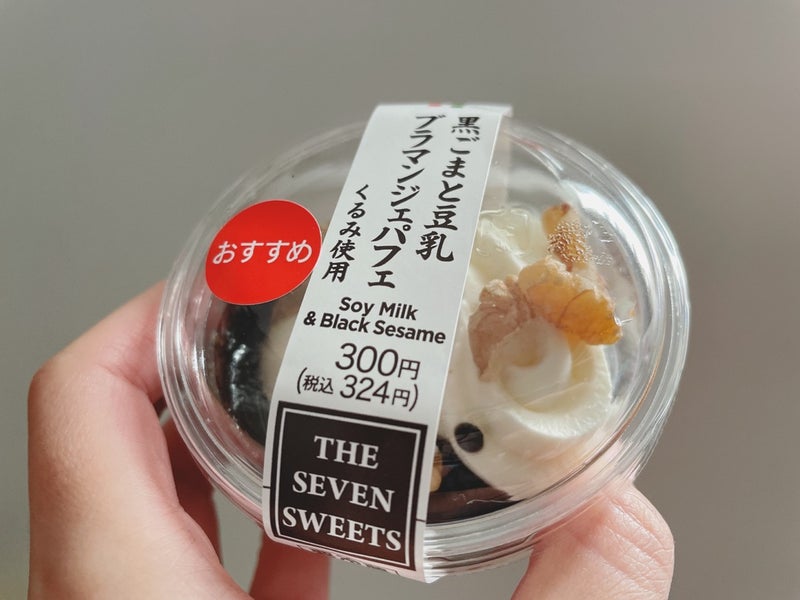 おすすめ
黒ごまと豆乳
ブラマンジェパフェ
くるみ使用
Soy Milk
& Black Sesame
300円
(税込 324円)
THE
SEVEN
SWEETS